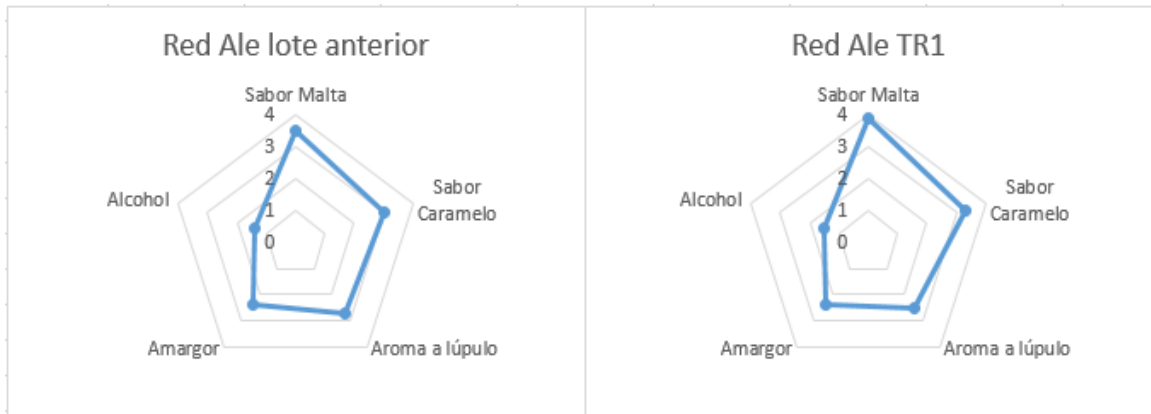 Red Ale lote anterior
Sabor Malta
4
3
2
1
0
Alcohol
Sabor
Caramelo
Amargor
Aroma a lúpulo
Red Ale TR1
Sabor Malta
4
3
2
1
0
Alcohol
Sabor
Caramelo
Amargor
Aroma a lúpulo